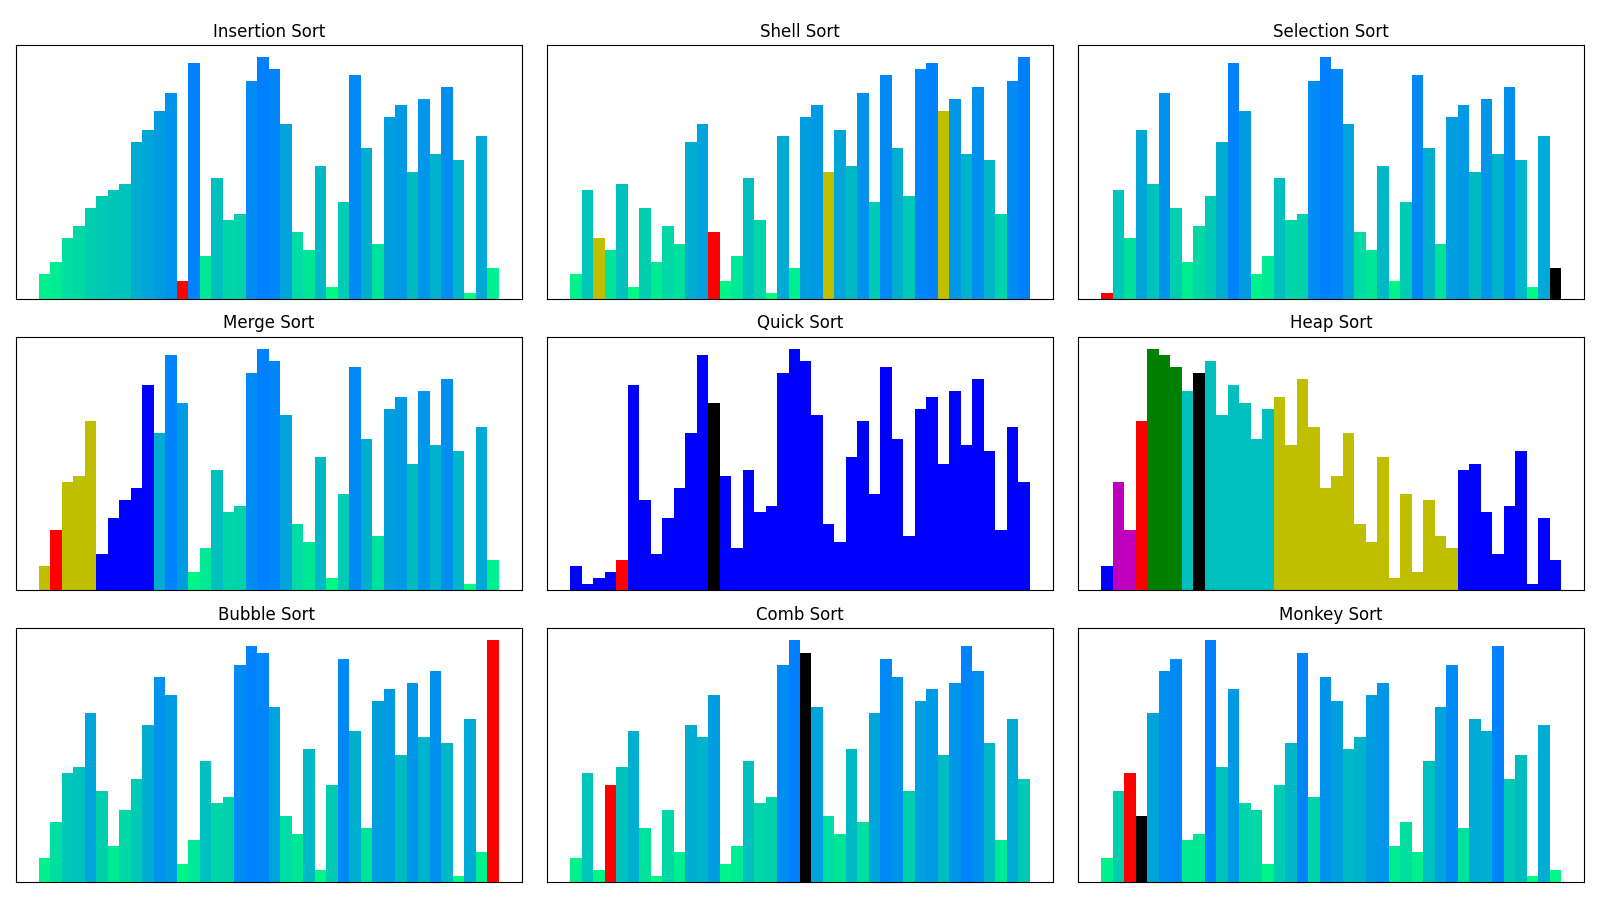 Insertion Sort
Shell Sort
Selection Sort
Merge Sort
Quick Sort
Heap Sort
Bubble Sort
Comb Sort
Monkey Sort